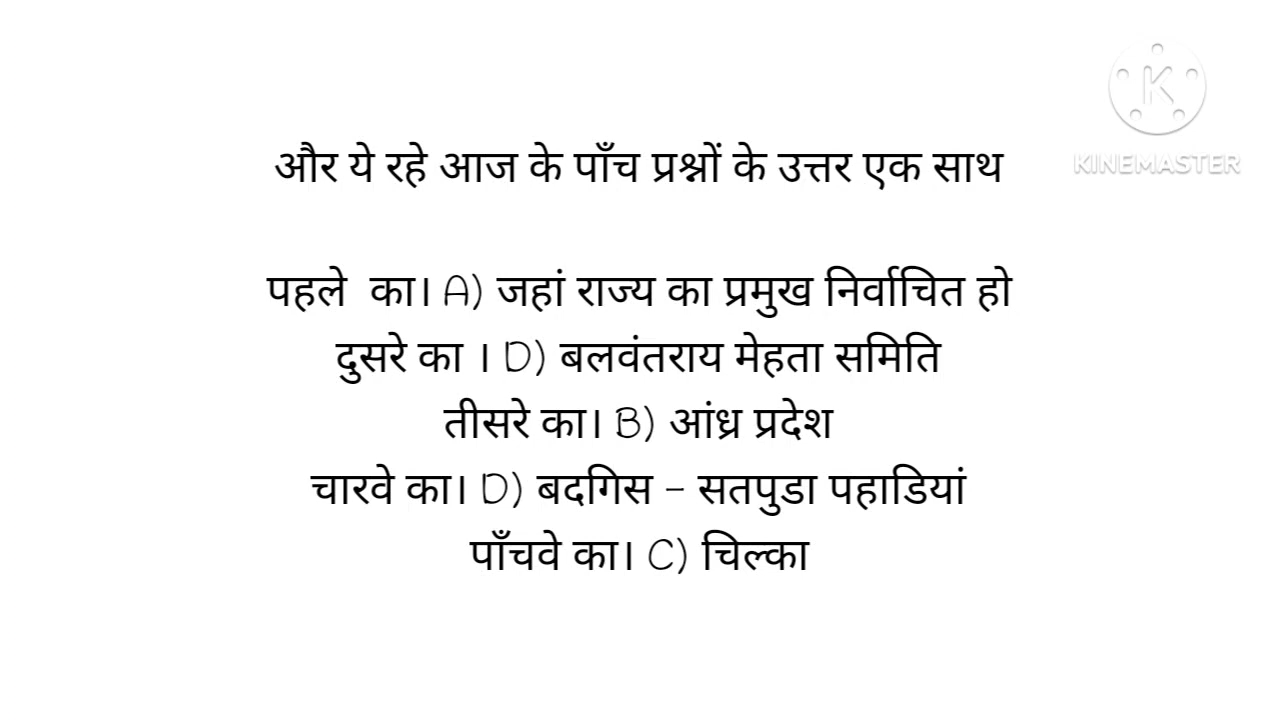 KINEMASTER
और ये रहे आज के पाँच प्रश्नों के उत्तर एक साथ
पहले का। A) जहां राज्य का प्रमुख निर्वाचित हो
दुसरे का । D) बलवंतराय मेहता समिति
तीसरे का। B) आंध्र प्रदेश
चारवे का। D) बदगिस - सतपुडा पहाडियां
पाँचवे का। C) चिल्का